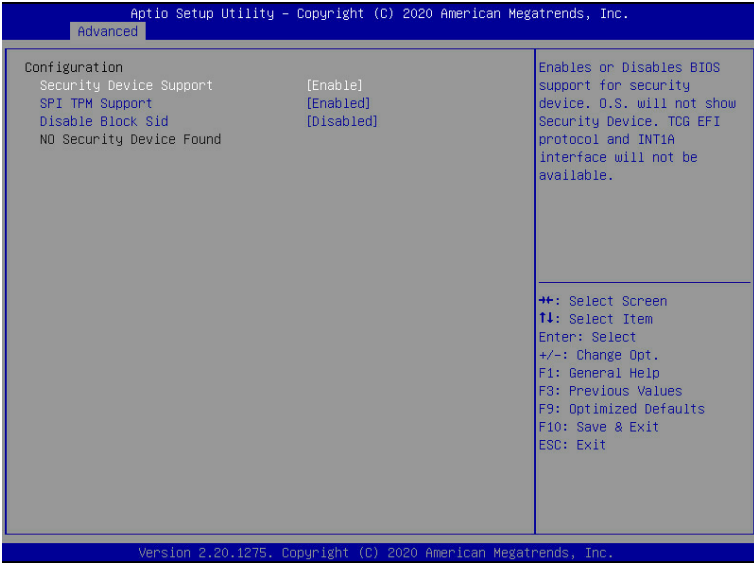 Aptio Setup Utility – Copyright (C) 2020 American Megatrends, Inc.
Advanced
Configuration
Security Device Support [Enable]
SPI TPM Support [Enabled]
Disable Block Sid [Disabled]
NO Security Device Found
Enables or Disables BIOS
support for security
device. O.S. will not show
Security Device. TCG EFI
protocol and INT1A
interface will not be
available.
→←: Select Screen
↑↓: Select Item
Enter: Select
+/-: Change Opt.
F1: General Help
F3: Previous Values
F9: Optimized Defaults
F10: Save & Exit
ESC: Exit
Version 2.20.1275. Copyright (C) 2020 American Megatrends, Inc.